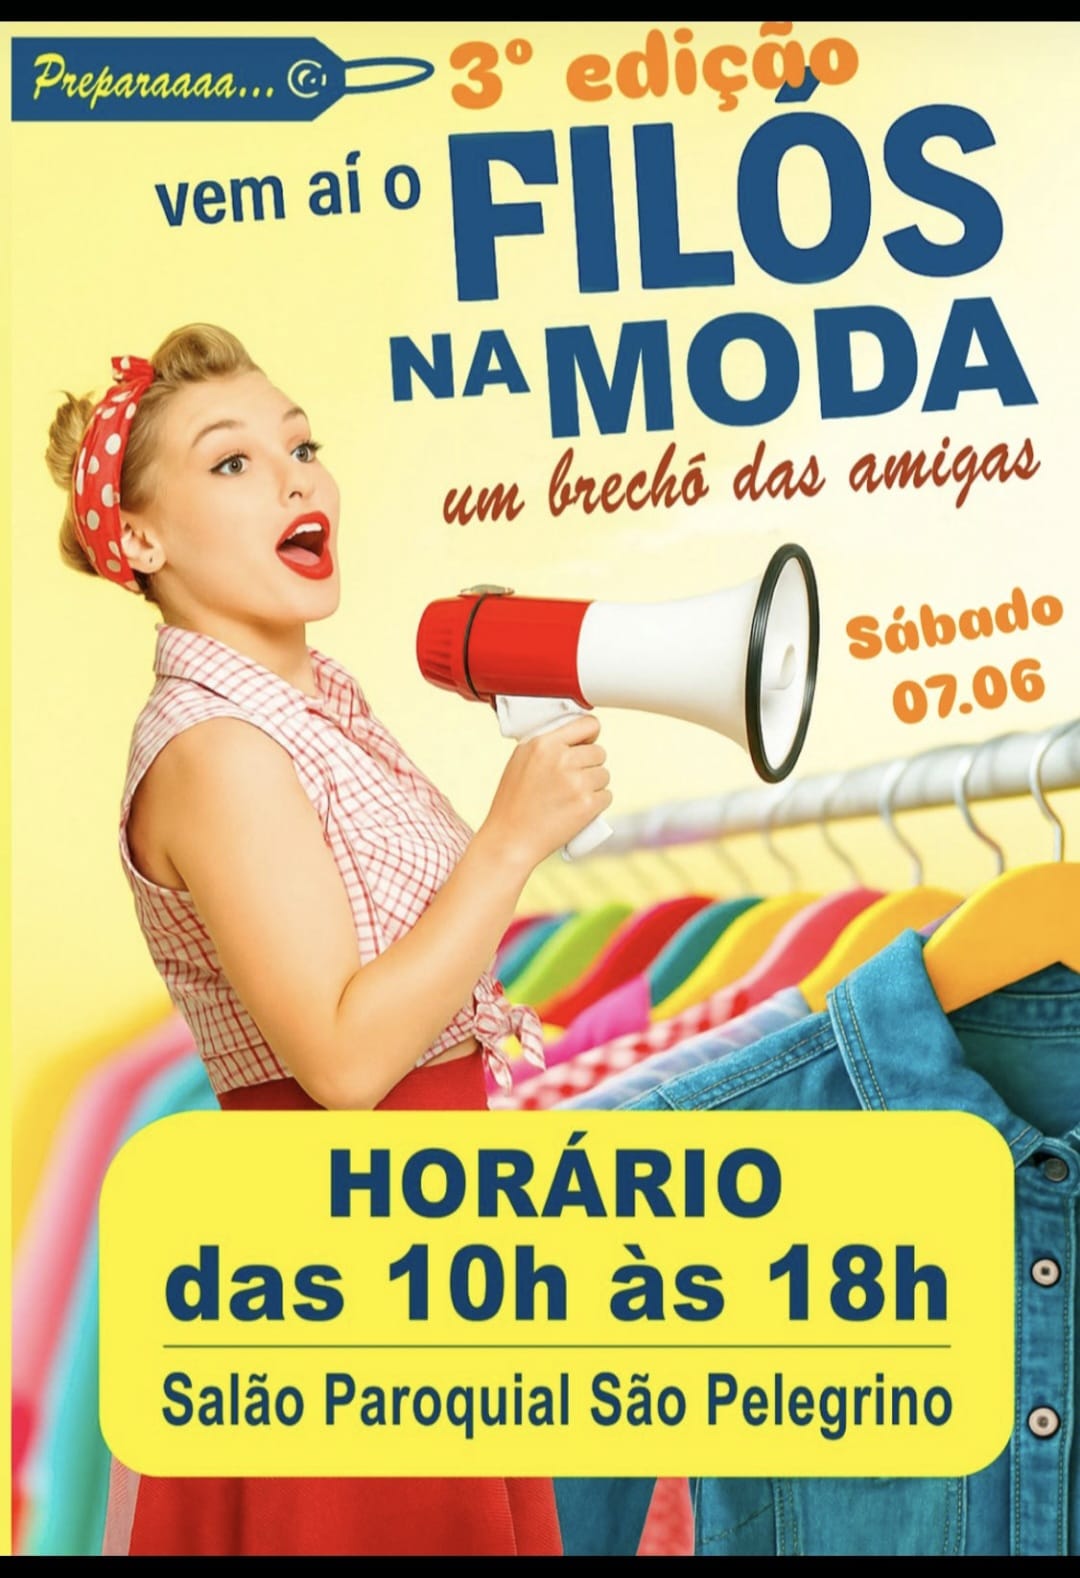 Preparaaaa...
3º edição
vem aí o FILÓS
NA MODA
um brechó das amigas
Sábado
07.06
HORÁRIO
das 10h às 18h
Salão Paroquial São Pelegrino